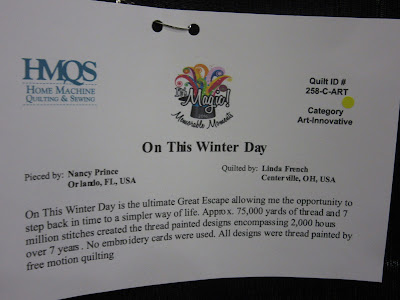 HMQS
HOME MACHINE
QUILTING & SEWING
It's Magic!
Memorable Moments
Quilt ID #
258-C-ART
Category
Art-Innovative
On This Winter Day
Pieced by: Nancy Prince
Orlando, FL, USA
Quilted by: Linda French
Centerville, OH, USA
On This Winter Day is the ultimate Great Escape allowing me the opportunity to
step back in time to a simpler way of life. Approx. 75,000 yards of thread and 7
million stitches created the thread painted designs encompassing 2,000 hours
over 7 years . No embroidery cards were used. All designs were thread painted by
free motion quilting